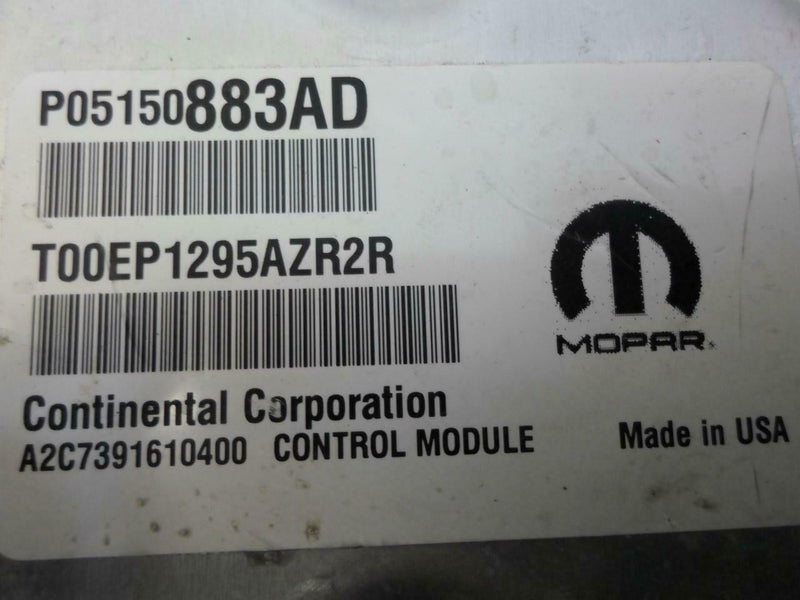 P05150883AD
T00EP1295AZR2R
MOPAR
Continental Corporation
A2C7391610400 CONTROL MODULE
Made in USA